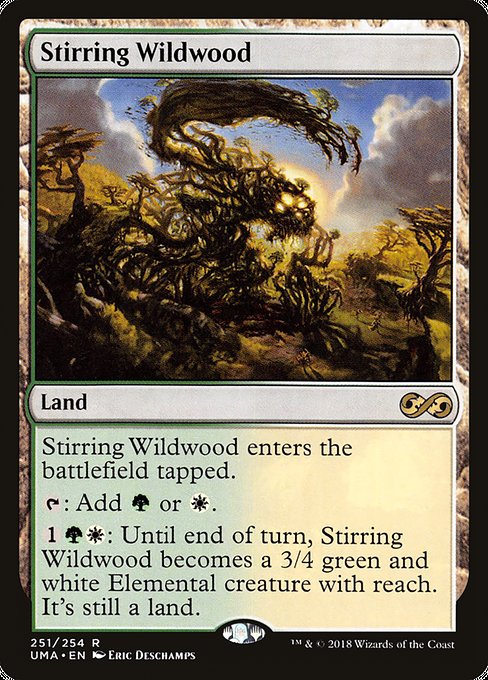 Stirring Wildwood
Land
Stirring Wildwood enters the
battlefield tapped.
: Add or .
1 : Until end of turn, Stirring
Wildwood becomes a 3/4 green and
white Elemental creature with reach.
It's still a land.
251/254 R
™ & © 2018 Wizards of the Coast
UMA • EN Eric Deschamps